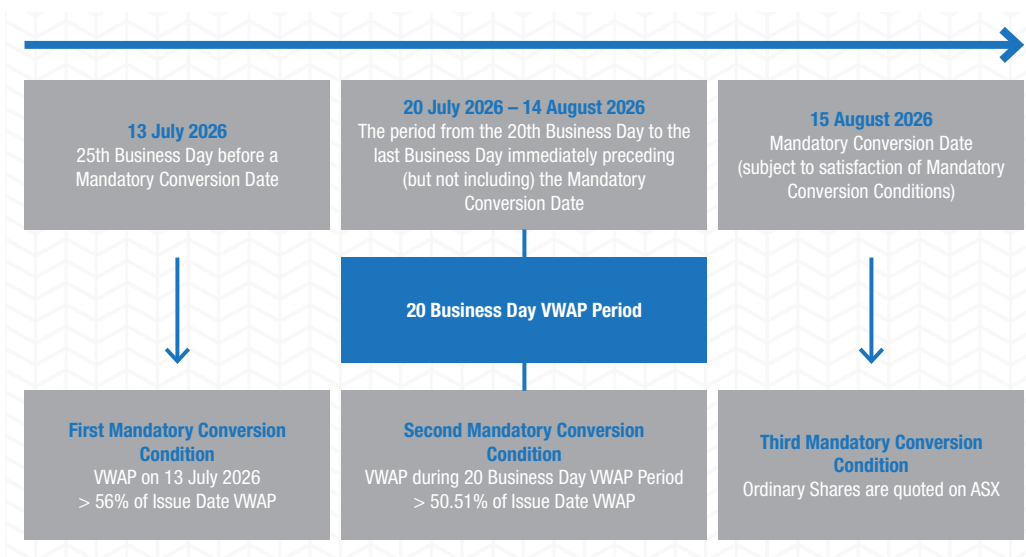 13 July 2026
25th Business Day before a
Mandatory Conversion Date
20 July 2026 – 14 August 2026
The period from the 20th Business Day to the
last Business Day immediately preceding
(but not including) the Mandatory
Conversion Date
15 August 2026
Mandatory Conversion Date
(subject to satisfaction of Mandatory
Conversion Conditions)
20 Business Day VWAP Period
First Mandatory Conversion
Condition
VWAP on 13 July 2026
> 56% of Issue Date VWAP
Second Mandatory Conversion
Condition
VWAP during 20 Business Day VWAP Period
> 50.51% of Issue Date VWAP
Third Mandatory Conversion
Condition
Ordinary Shares are quoted on ASX